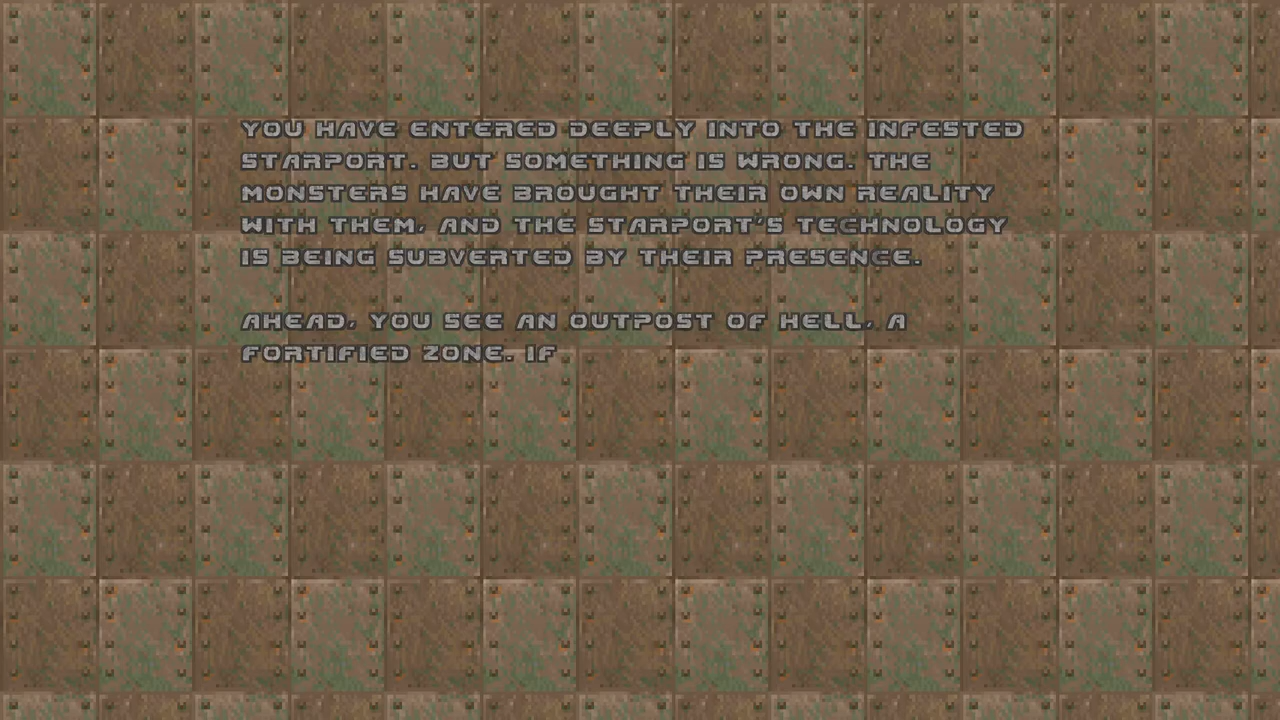 YOU HAVE ENTERED DEEPLY INTO THE INFESTED
STARPORT. BUT SOMETHING IS WRONG. THE
MONSTERS HAVE BROUGHT THEIR OWN REALITY
WITH THEM, AND THE STARPORT'S TECHNOLOGY
IS BEING SUBVERTED BY THEIR PRESENCE.
AHEAD, YOU SEE AN OUTPOST OF HELL, A
FORTIFIED ZONE. IF